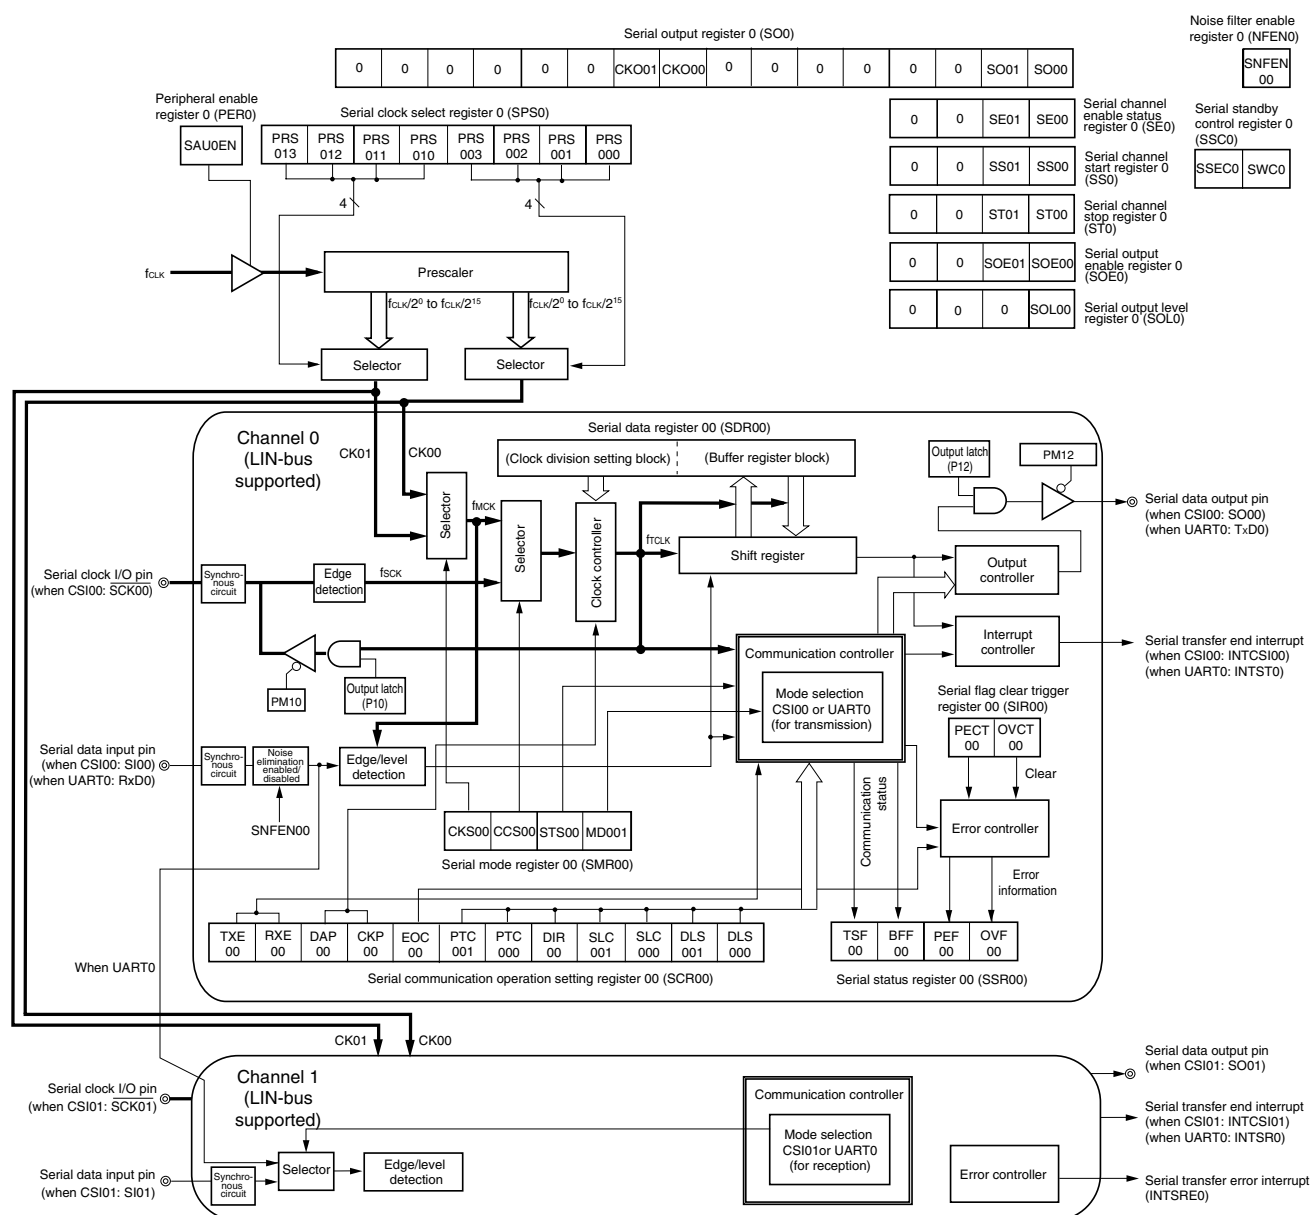 Serial output register 0 (SO0)
0 0 0 0 0 0 CKO01 CKO00 0 0 0 0 0 0 SO01 SO00
Noise filter enable
register 0 (NFEN0)
SNFEN
00
Peripheral enable
register 0 (PER0)
SAU0EN
Serial clock select register 0 (SPS0)
PRS PRS PRS PRS PRS PRS PRS PRS
013 012 011 010 003 002 001 000
4
4
0 0 SE01 SE00
Serial channel
enable status
register 0 (SE0)
0 0 SS01 SS00
Serial channel
start register 0
(SS0)
0 0 ST01 ST00
Serial channel
stop register 0
(ST0)
0 0 SOE01 SOE00
Serial output
enable register 0
(SOE0)
0 0 0 SOL00
Serial output level
register 0 (SOL0)
Serial standby
control register 0
(SSC0)
SSEC0 SWC0
fCLK
Prescaler
fCLK/2⁰ to fCLK/2¹⁵
fCLK/2⁰ to fCLK/2¹⁵
Selector
Selector
Channel 0
(LIN-bus
supported)
CK01
CK00
Serial data register 00 (SDR00)
(Clock division setting block)
(Buffer register block)
Selector
fMCK
Selector
Clock controller
fTCLK
Shift register
Output latch
(P12)
PM12
Serial data output pin
(when CSI00: SO00)
(when UART0: TxD0)
Output
controller
Interrupt
controller
Serial transfer end interrupt
(when CSI00: INTCSI00)
(when UART0: INTST0)
Serial clock I/O pin
(when CSI00: SCK00)
Synchro-
nous
circuit
Edge
detection
fSCK
PM10
Output latch
(P10)
Communication controller
Mode selection
CSI00 or UART0
(for transmission)
Serial flag clear trigger
register 00 (SIR00)
PECT OVCT
00 00
Clear
Serial data input pin
(when CSI00: SI00)
(when UART0: RxD0)
Synchro-
nous
circuit
Noise
elimination
enabled/
disabled
Edge/level
detection
SNFEN00
CKS00 CCS00 STS00 MD001
Serial mode register 00 (SMR00)
Communication
status
Error controller
Error
information
When UART0
TXE RXE DAP CKP EOC PTC PTC DIR SLC SLC DLS DLS
00 00 00 00 00 001 000 00 001 000 001 000
Serial communication operation setting register 00 (SCR00)
TSF BFF PEF OVF
00 00 00 00
Serial status register 00 (SSR00)
CK01
CK00
Channel 1
(LIN-bus
supported)
Serial clock I/O pin
(when CSI01: SCK01)
Serial data input pin
(when CSI01: SI01)
Synchro-
nous
circuit
Selector
Edge/level
detection
Communication controller
Mode selection
CSI01or UART0
(for reception)
Error controller
Serial data output pin
(when CSI01: SO01)
Serial transfer end interrupt
(when CSI01: INTCSI01)
(when UART0: INTSR0)
Serial transfer error interrupt
(INTSRE0)